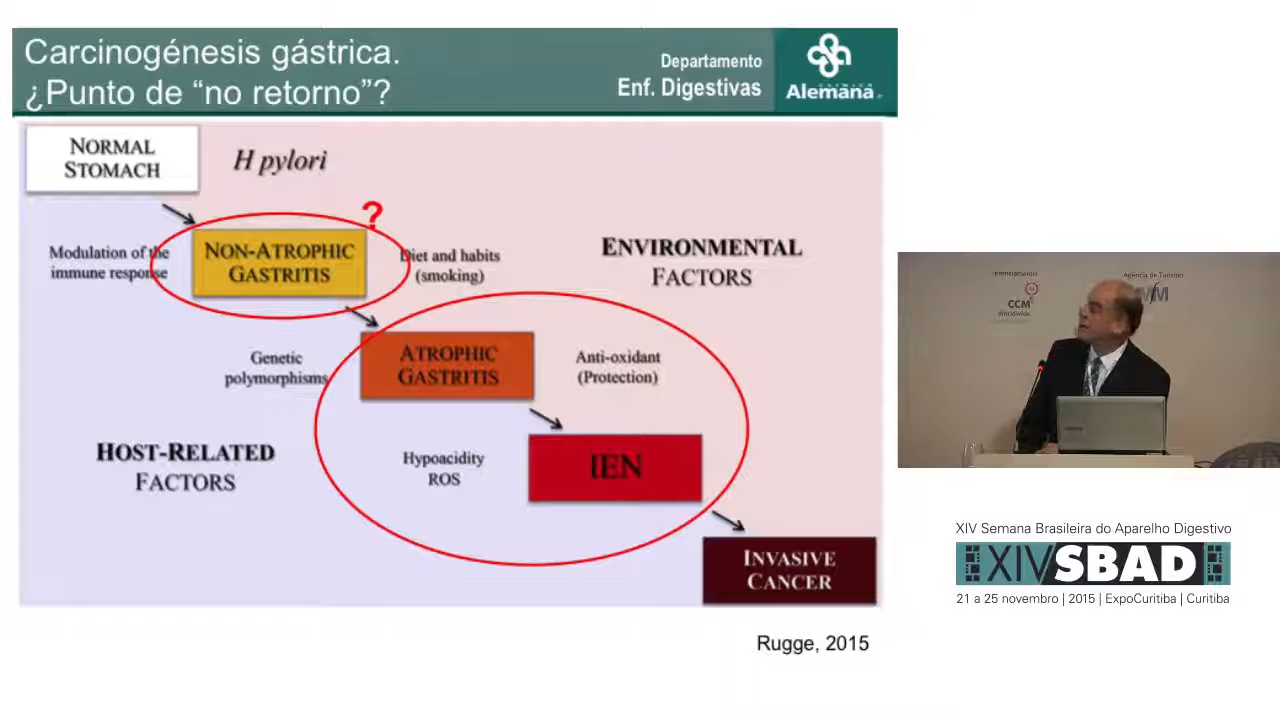 Carcinogénesis gástrica.
¿Punto de “no retorno”?
Departamento
Enf. Digestivas
Alemana
NORMAL
STOMACH
H pylori
?
Modulation of the
immune response
NON-ATROPHIC
GASTRITIS
Diet and habits
(smoking)
ENVIRONMENTAL
FACTORS
Genetic
polymorphisms
ATROPHIC
GASTRITIS
Anti-oxidant
(Protection)
HOST-RELATED
FACTORS
Hypoacidity
ROS
IEN
INVASIVE
CANCER
Rugge, 2015
CCM
Worldwide
Agência de Turismo
XIV Semana Brasileira do Aparelho Digestivo
XIV SBAD
21 a 25 novembro | 2015 | ExpoCuritiba | Curitiba